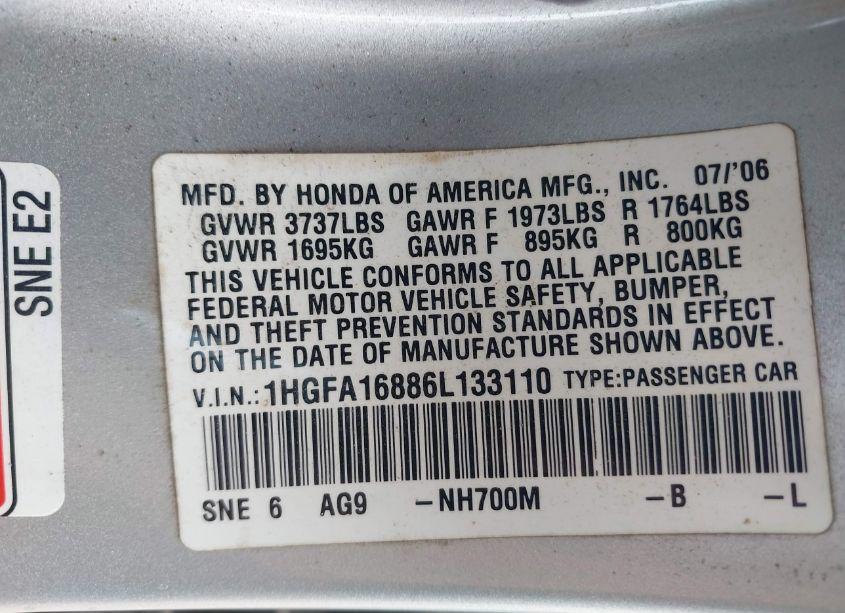 SNE E2
MFD. BY HONDA OF AMERICA MFG., INC. 07/'06
GVWR 3737LBS GAWR F 1973LBS R 1764LBS
GVWR 1695KG GAWR F 895KG R 800KG
THIS VEHICLE CONFORMS TO ALL APPLICABLE
FEDERAL MOTOR VEHICLE SAFETY, BUMPER,
AND THEFT PREVENTION STANDARDS IN EFFECT
ON THE DATE OF MANUFACTURE SHOWN ABOVE.
V.I.N.: 1HGFA16886L133110 TYPE:PASSENGER CAR
SNE 6 AG9 –NH700M –B –L